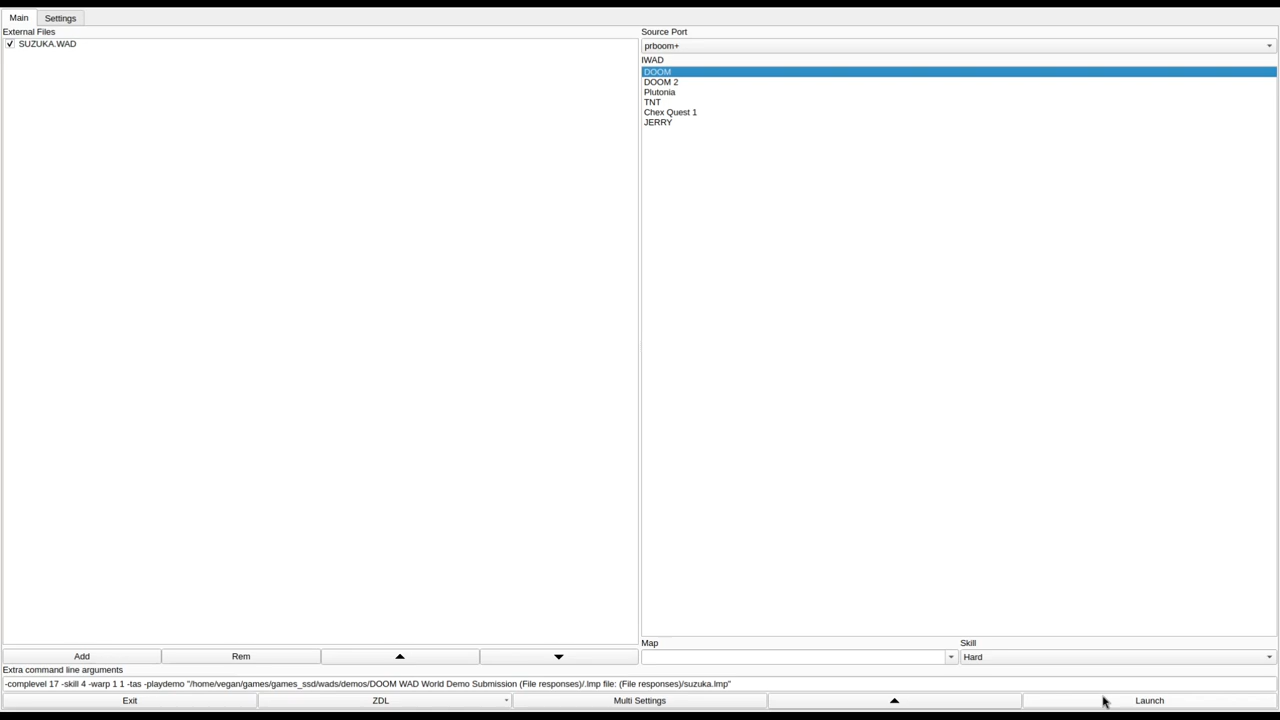 Main Settings
External Files
SUZUKA.WAD
Source Port
prboom+
IWAD
DOOM
DOOM 2
Plutonia
TNT
Chex Quest 1
JERRY
Map Skill
Hard
Add Rem
Extra command line arguments
-complevel 17 -skill 4 -warp 1 1 -tas -playdemo "/home/vegan/games/games_ssd/wads/demos/DOOM WAD World Demo Submission (File responses)/.lmp file: (File responses)/suzuka.lmp"
Exit ZDL Multi Settings Launch